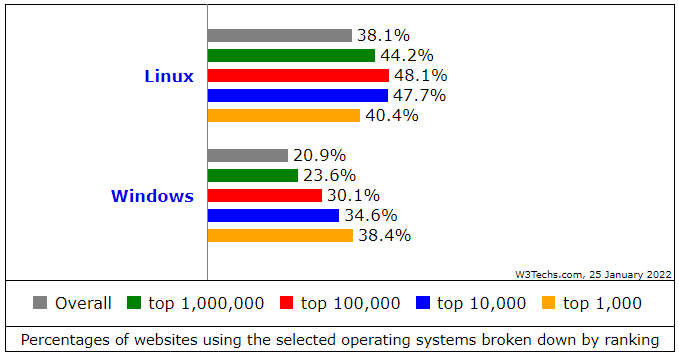 38.1%
44.2%
Linux 48.1%
47.7%
40.4%
20.9%
23.6%
Windows 30.1%
34.6%
38.4%
W3Techs.com, 25 January 2022
Overall top 1,000,000 top 100,000 top 10,000 top 1,000
Percentages of websites using the selected operating systems broken down by ranking